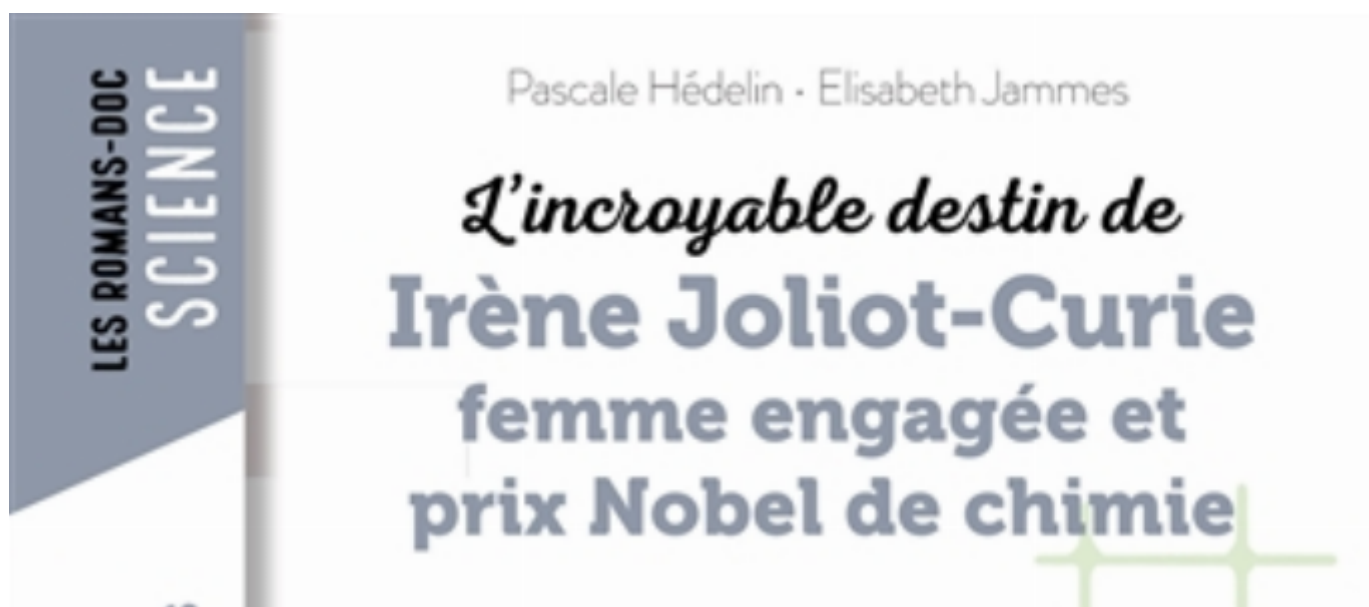 LES ROMANS-DOC
SCIENCE
Pascale Hédelin • Elisabeth Jammes
L'incroyable destin de
Irène Joliot-Curie
femme engagée et
prix Nobel de chimie